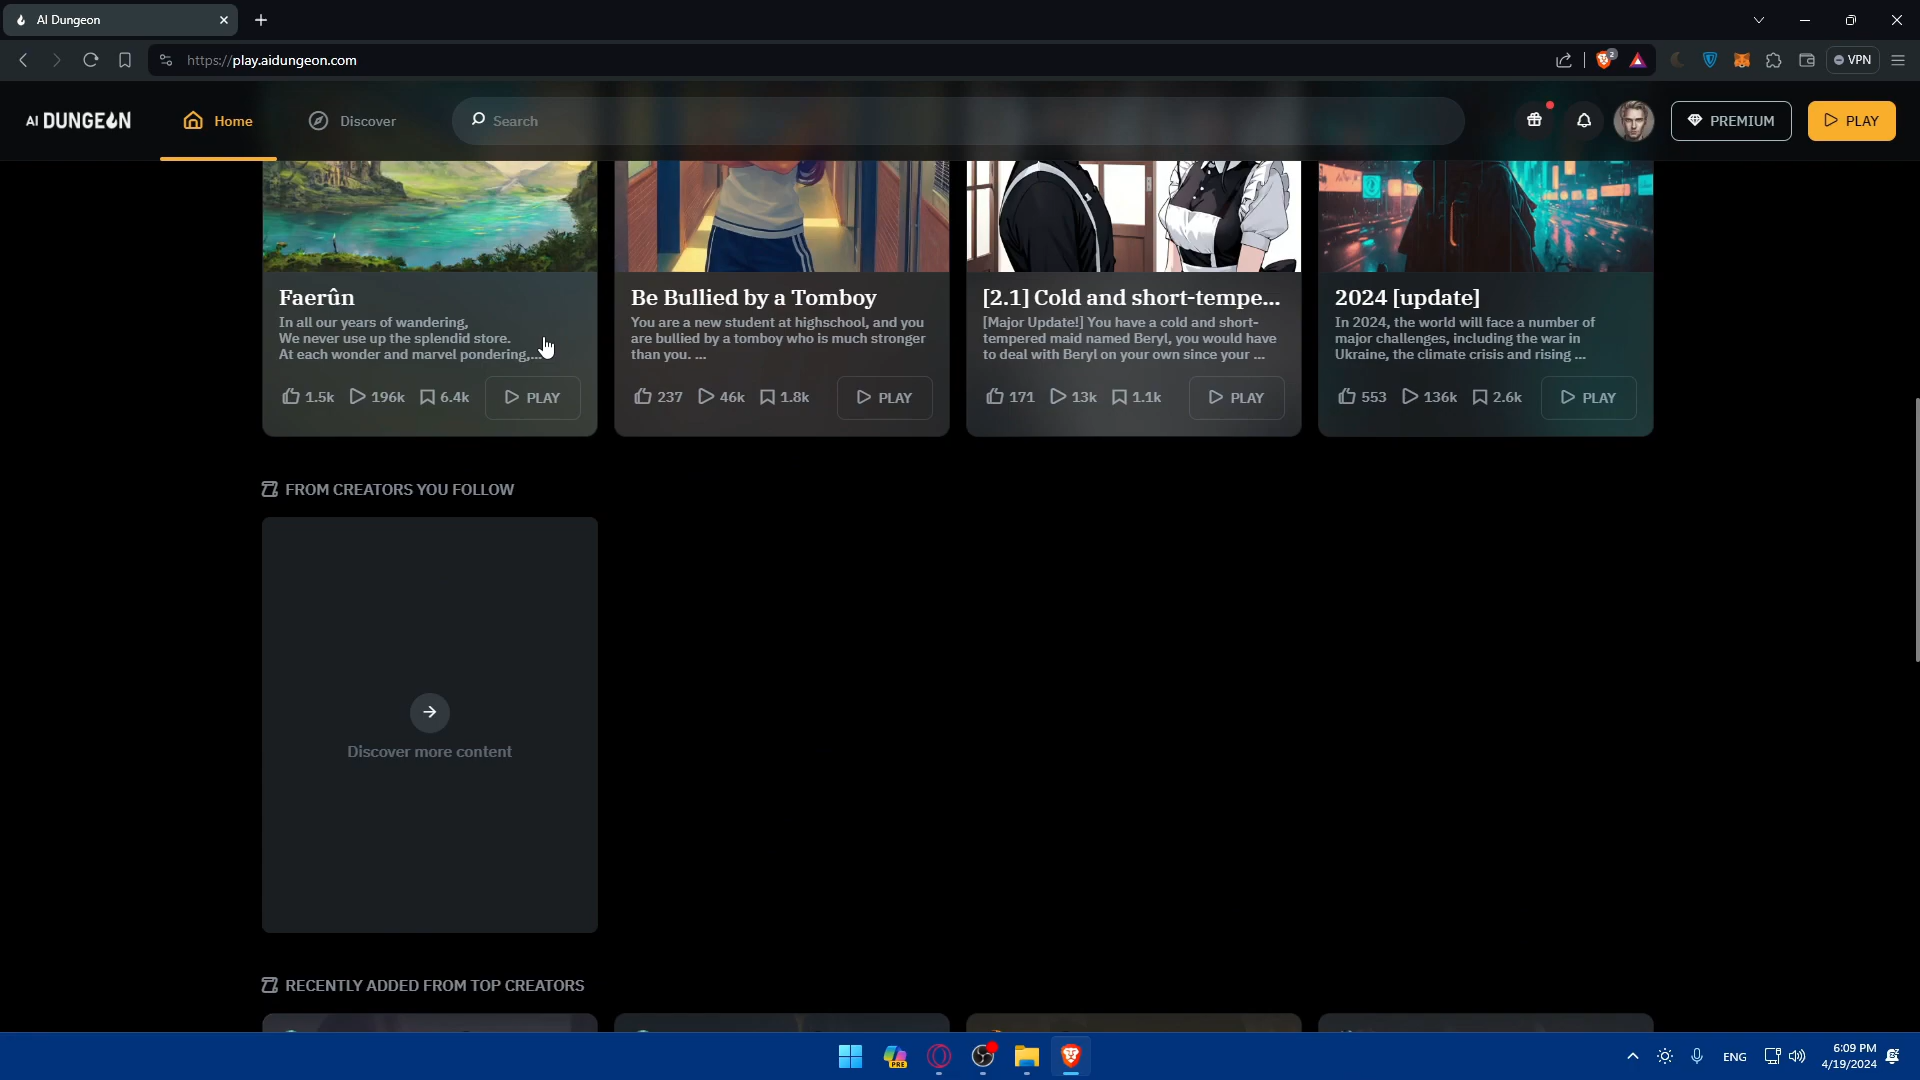 AI Dungeon
https://play.aidungeon.com
2
VPN
AI DUNGEON
Home
Discover
Search
PREMIUM
PLAY
Faerûn
In all our years of wandering,
We never use up the splendid store.
At each wonder and marvel pondering,...
1.5k
196k
6.4k
PLAY
Be Bullied by a Tomboy
You are a new student at highschool, and you
are bullied by a tomboy who is much stronger
than you. ...
237
46k
1.8k
PLAY
[2.1] Cold and short-tempe...
[Major Update!] You have a cold and short-
tempered maid named Beryl, you would have
to deal with Beryl on your own since your ...
171
13k
1.1k
PLAY
2024 [update]
In 2024, the world will face a number of
major challenges, including the war in
Ukraine, the climate crisis and rising ...
553
136k
2.6k
PLAY
FROM CREATORS YOU FOLLOW
Discover more content
RECENTLY ADDED FROM TOP CREATORS
PRE
ENG
6:09 PM
4/19/2024